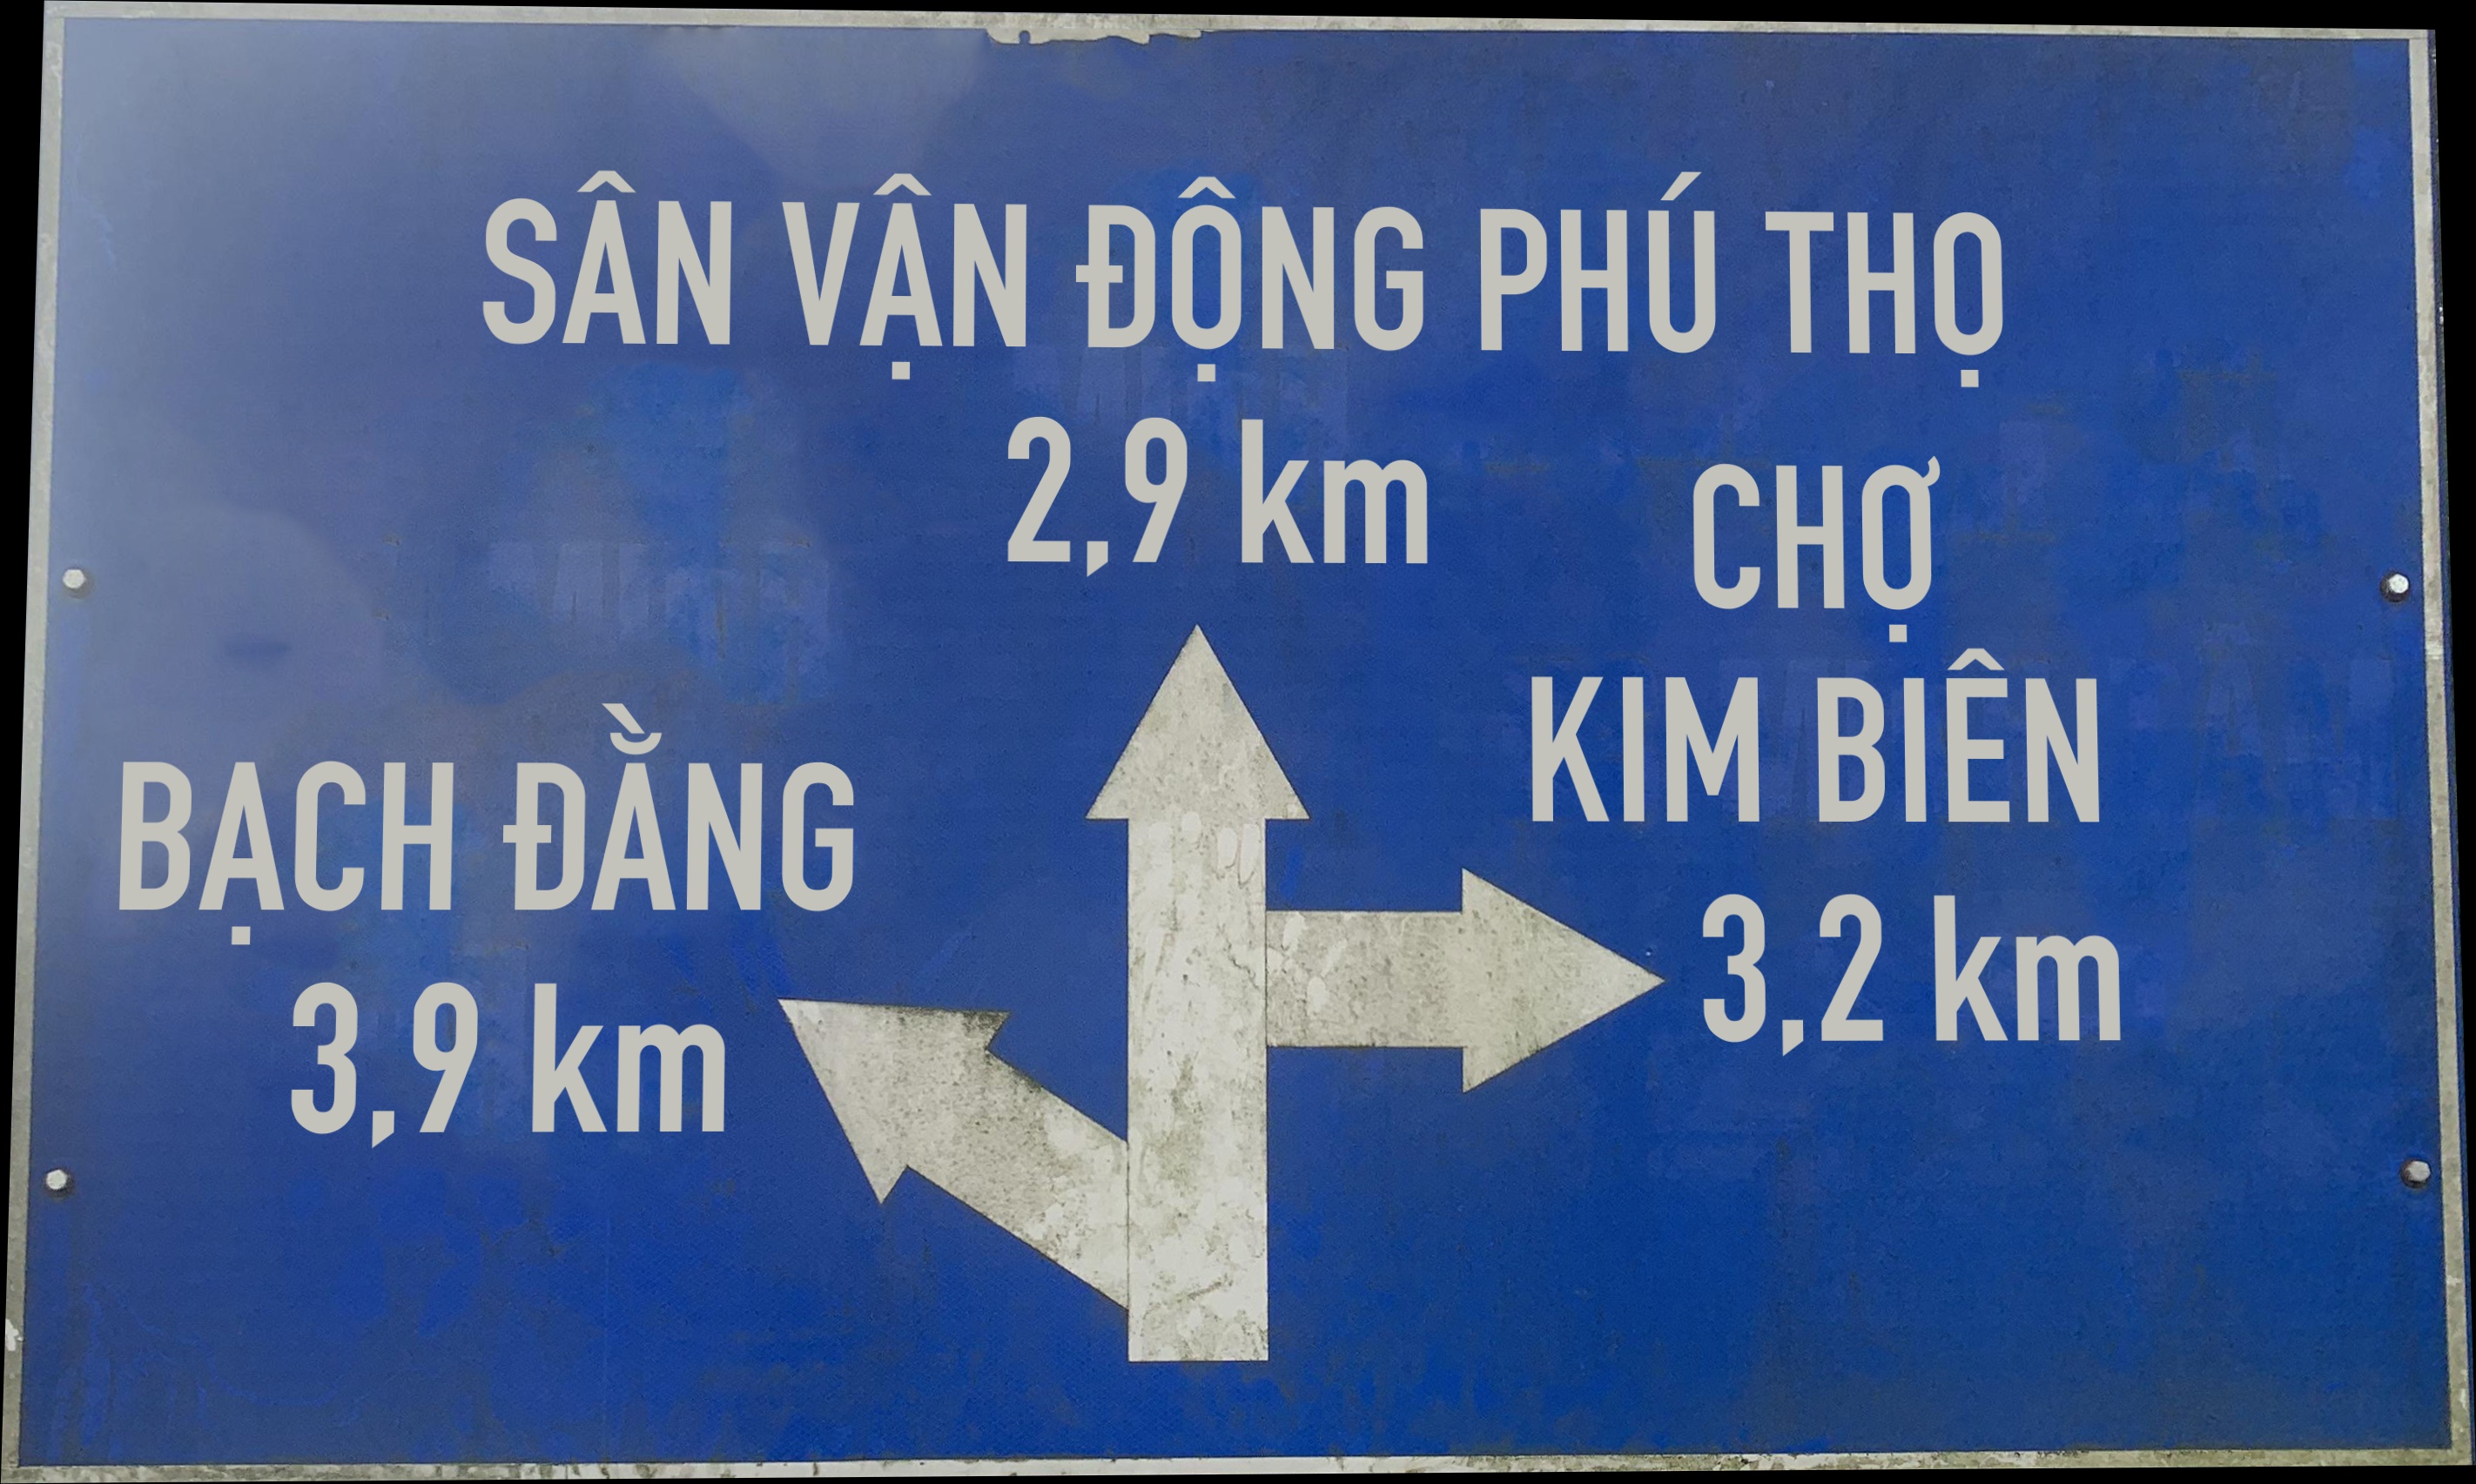 SÂN VẬN ĐỘNG PHÚ THỌ
2,9 km
CHỢ
KIM BIÊN
3,2 km
BẠCH ĐẰNG
3,9 km